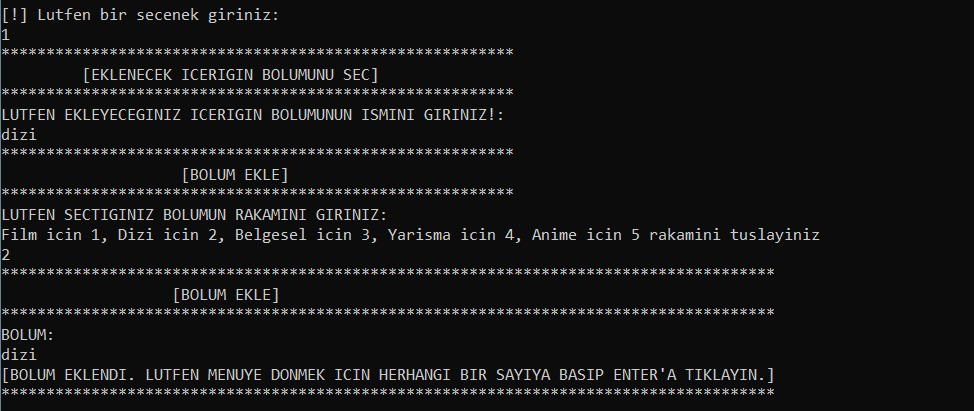 [!] Lutfen bir secenek giriniz:
1
*********************************************************
[EKLENECEK ICERIGIN BOLUMUNU SEC]
*********************************************************
LUTFEN EKLEYECEGINIZ ICERIGIN BOLUMUNUN ISMINI GIRINIZ!:
dizi
*********************************************************
[BOLUM EKLE]
*********************************************************
LUTFEN SECTIGINIZ BOLUMUN RAKAMINI GIRINIZ:
Film icin 1, Dizi icin 2, Belgesel icin 3, Yarisma icin 4, Anime icin 5 rakamini tuslayiniz
2
**************************************************************************************
[BOLUM EKLE]
**************************************************************************************
BOLUM:
dizi
[BOLUM EKLENDI. LUTFEN MENUYE DONMEK ICIN HERHANGI BIR SAYIYA BASIP ENTER'A TIKLAYIN.]
**************************************************************************************